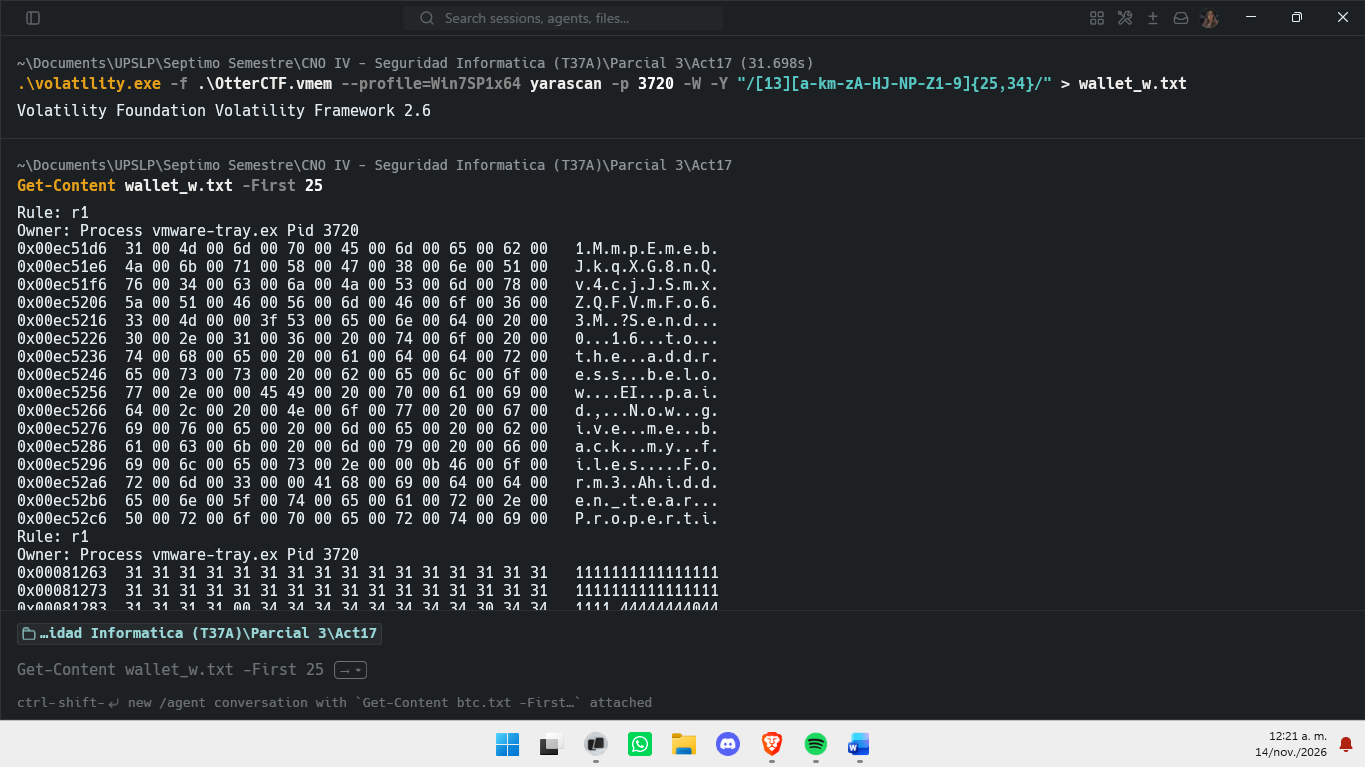 Search sessions, agents, files...
~\Documents\UPSLP\Septimo Semestre\CNO IV - Seguridad Informatica (T37A)\Parcial 3\Act17 (31.698s)
.\volatility.exe -f .\OtterCTF.vmem --profile=Win7SP1x64 yarascan -p 3720 -W -Y "/[13][a-km-zA-HJ-NP-Z1-9]{25,34}/" > wallet_w.txt
Volatility Foundation Volatility Framework 2.6
~\Documents\UPSLP\Septimo Semestre\CNO IV - Seguridad Informatica (T37A)\Parcial 3\Act17
Get-Content wallet_w.txt -First 25
Rule: r1
Owner: Process vmware-tray.ex Pid 3720
0x00ec51d6  31 00 4d 00 6d 00 70 00 45 00 6d 00 65 00 62 00   1.M.m.p.E.m.e.b.
0x00ec51e6  4a 00 6b 00 71 00 58 00 47 00 38 00 6e 00 51 00   J.k.q.X.G.8.n.Q.
0x00ec51f6  76 00 34 00 63 00 6a 00 4a 00 53 00 6d 00 78 00   v.4.c.j.J.S.m.x.
0x00ec5206  5a 00 51 00 46 00 56 00 6d 00 46 00 6f 00 36 00   Z.Q.F.V.m.F.o.6.
0x00ec5216  33 00 4d 00 00 3f 53 00 65 00 6e 00 64 00 20 00   3.M..?S.e.n.d...
0x00ec5226  30 00 2e 00 31 00 36 00 20 00 74 00 6f 00 20 00   0...1.6...t.o...
0x00ec5236  74 00 68 00 65 00 20 00 61 00 64 00 64 00 72 00   t.h.e...a.d.d.r.
0x00ec5246  65 00 73 00 73 00 20 00 62 00 65 00 6c 00 6f 00   e.s.s...b.e.l.o.
0x00ec5256  77 00 2e 00 00 45 49 00 20 00 70 00 61 00 69 00   w....EI...p.a.i.
0x00ec5266  64 00 2c 00 20 00 4e 00 6f 00 77 00 20 00 67 00   d.,...N.o.w...g.
0x00ec5276  69 00 76 00 65 00 20 00 6d 00 65 00 20 00 62 00   i.v.e...m.e...b.
0x00ec5286  61 00 63 00 6b 00 20 00 6d 00 79 00 20 00 66 00   a.c.k...m.y...f.
0x00ec5296  69 00 6c 00 65 00 73 00 2e 00 00 0b 46 00 6f 00   i.l.e.s.....F.o.
0x00ec52a6  72 00 6d 00 33 00 00 41 68 00 69 00 64 00 64 00   r.m.3..Ah.i.d.d.
0x00ec52b6  65 00 6e 00 5f 00 74 00 65 00 61 00 72 00 2e 00   e.n._.t.e.a.r...
0x00ec52c6  50 00 72 00 6f 00 70 00 65 00 72 00 74 00 69 00   P.r.o.p.e.r.t.i.
Rule: r1
Owner: Process vmware-tray.ex Pid 3720
0x00081263  31 31 31 31 31 31 31 31 31 31 31 31 31 31 31 31   1111111111111111
0x00081273  31 31 31 31 31 31 31 31 31 31 31 31 31 31 31 31   1111111111111111
0x00081283  31 31 31 31 00 34 34 34 34 34 34 34 34 30 34 34   1111.44444444044
…idad Informatica (T37A)\Parcial 3\Act17
Get-Content wallet_w.txt -First 25
ctrl-shift-↵ new /agent conversation with `Get-Content btc.txt -First…` attached
12:21 a. m.
14/nov./2026